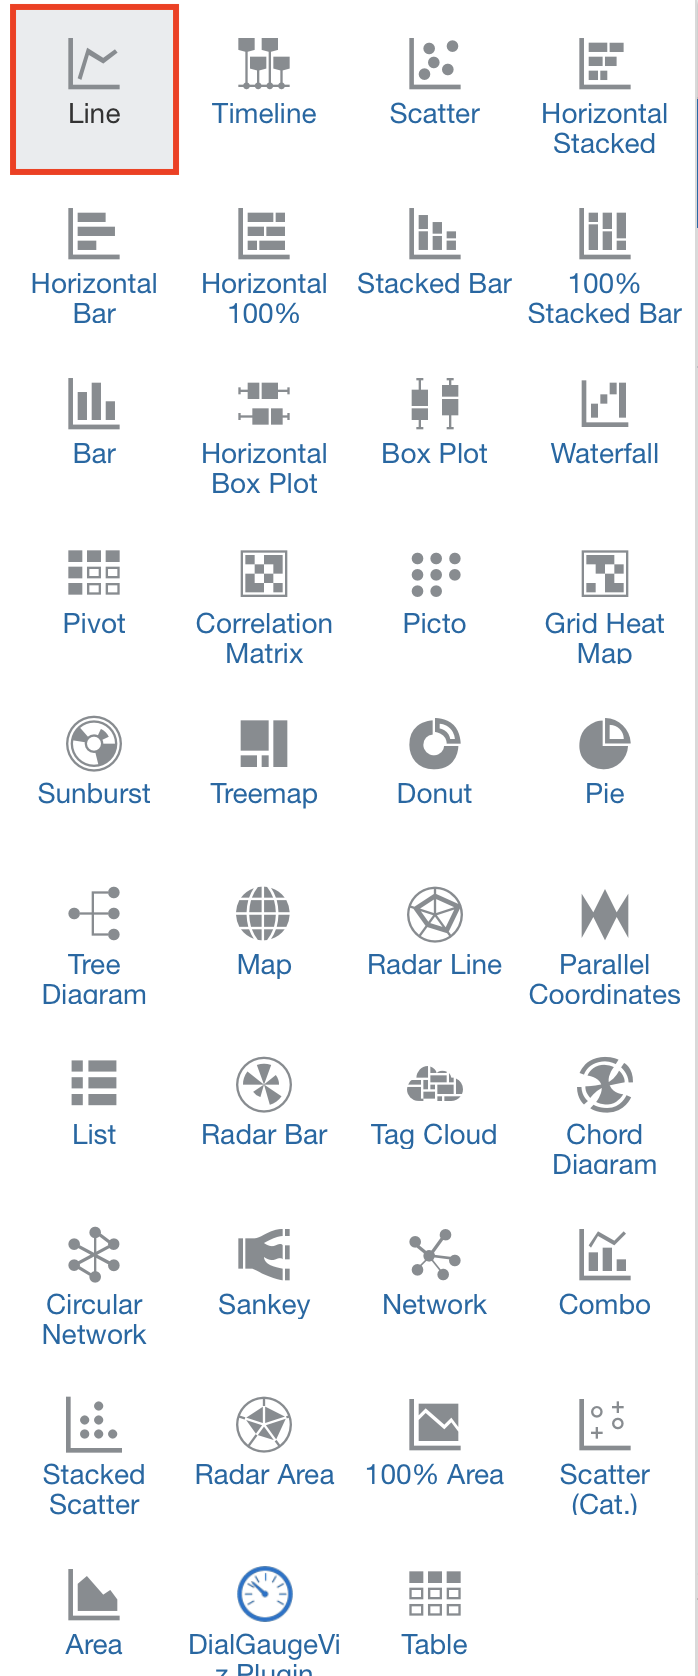 Line
Timeline
Scatter
Horizontal
Stacked
Horizontal
Bar
Horizontal
100%
Stacked Bar
100%
Stacked Bar
Bar
Horizontal
Box Plot
Box Plot
Waterfall
Pivot
Correlation
Matrix
Picto
Grid Heat
Map
Sunburst
Treemap
Donut
Pie
Tree
Diagram
Map
Radar Line
Parallel
Coordinates
List
Radar Bar
Tag Cloud
Chord
Diagram
Circular
Network
Sankey
Network
Combo
Stacked
Scatter
Radar Area
100% Area
Scatter
(Cat.)
Area
DialGaugeVi
z Plugin
Table